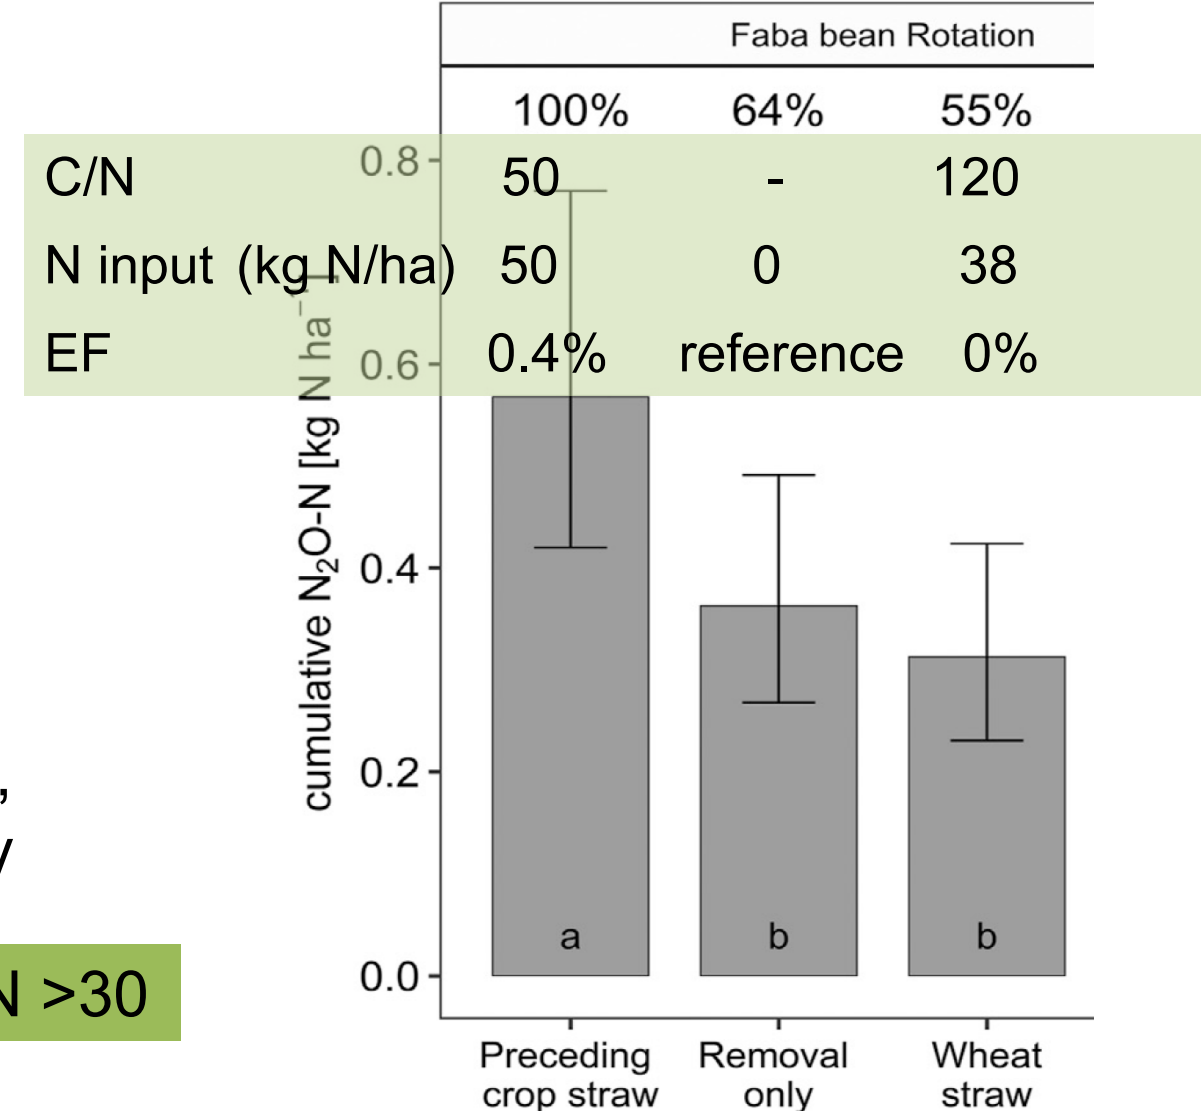 Faba bean Rotation
100% 64% 55%
C/N 50 - 120
N input (kg N/ha) 50 0 38
EF 0.4% reference 0%
cumulative N₂O-N [kg N ha⁻¹]
0.8
0.6
0.4
0.2
0.0
a b b
Preceding crop straw
Removal only
Wheat straw
,
y
N >30